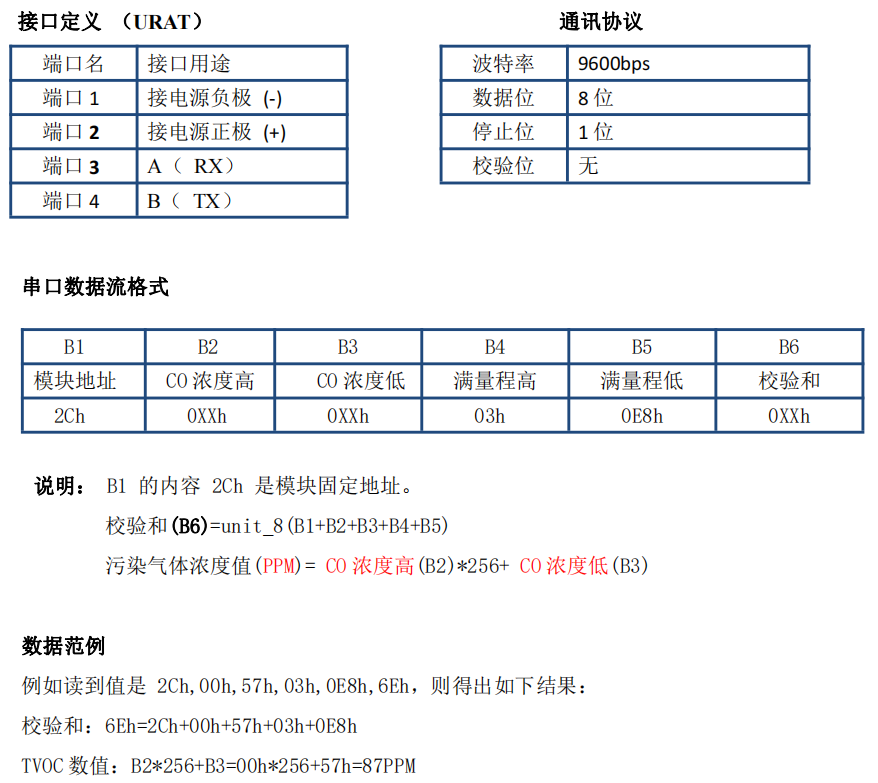 接口定义 （URAT）
通讯协议
端口名 接口用途
端口 1 接电源负极 (-)
端口 2 接电源正极 (+)
端口 3 A（ RX）
端口 4 B（ TX）
波特率 9600bps
数据位 8 位
停止位 1 位
校验位 无
串口数据流格式
B1 B2 B3 B4 B5 B6
模块地址 CO 浓度高 CO 浓度低 满量程高 满量程低 校验和
2Ch 0XXh 0XXh 03h 0E8h 0XXh
说明： B1 的内容 2Ch 是模块固定地址。
校验和(B6)=unit_8(B1+B2+B3+B4+B5)
污染气体浓度值(PPM)= CO 浓度高(B2)*256+ CO 浓度低(B3)
数据范例
例如读到值是 2Ch,00h,57h,03h,0E8h,6Eh，则得出如下结果：
校验和：6Eh=2Ch+00h+57h+03h+0E8h
TVOC 数值：B2*256+B3=00h*256+57h=87PPM